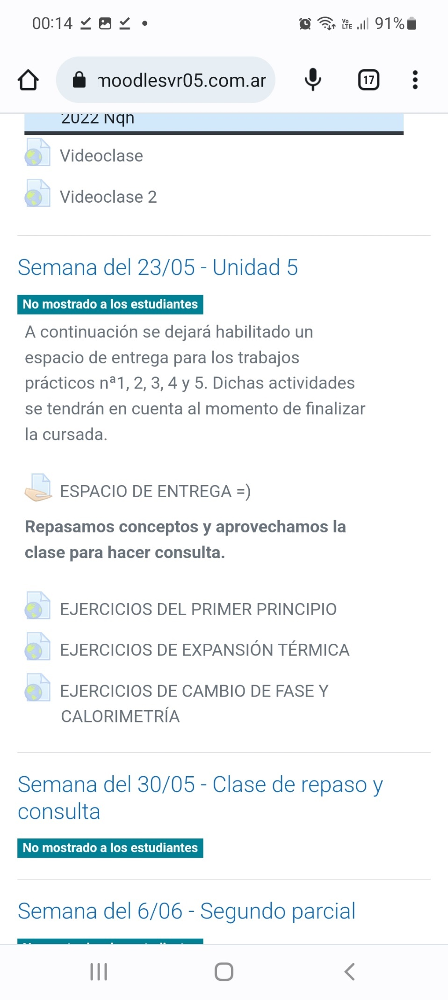 00:14
Vo LTE 91%
moodlesvr05.com.ar
17
2022 Nqn
Videoclase
Videoclase 2
Semana del 23/05 - Unidad 5
No mostrado a los estudiantes
A continuación se dejará habilitado un
espacio de entrega para los trabajos
prácticos nª1, 2, 3, 4 y 5. Dichas actividades
se tendrán en cuenta al momento de finalizar
la cursada.
ESPACIO DE ENTREGA =)
Repasamos conceptos y aprovechamos la
clase para hacer consulta.
EJERCICIOS DEL PRIMER PRINCIPIO
EJERCICIOS DE EXPANSIÓN TÉRMICA
EJERCICIOS DE CAMBIO DE FASE Y
CALORIMETRÍA
Semana del 30/05 - Clase de repaso y
consulta
No mostrado a los estudiantes
Semana del 6/06 - Segundo parcial